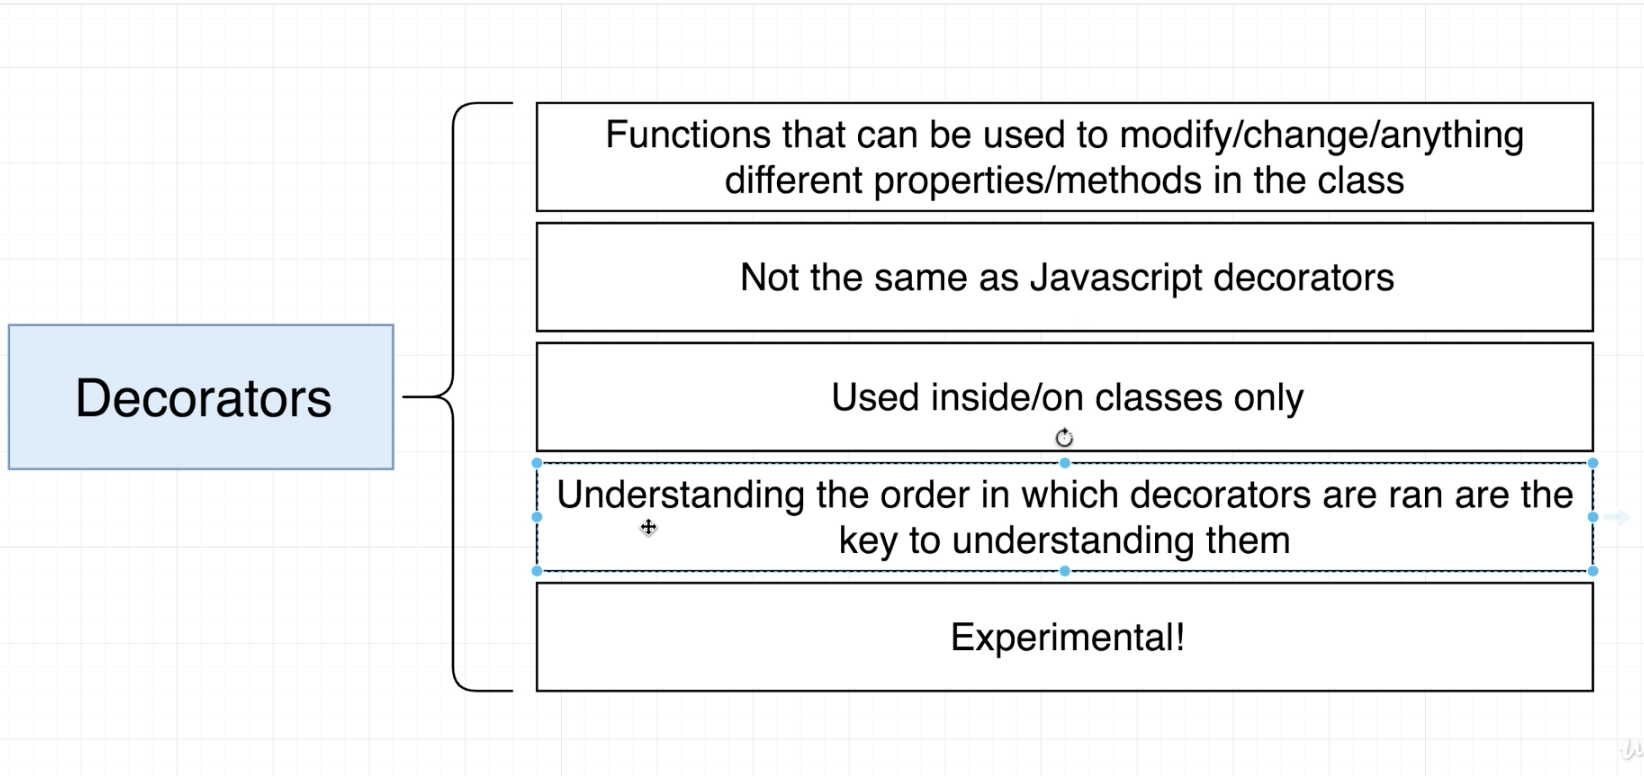 Functions that can be used to modify/change/anything
different properties/methods in the class
Not the same as Javascript decorators
Decorators
Used inside/on classes only
Understanding the order in which decorators are ran are the
key to understanding them
Experimental!